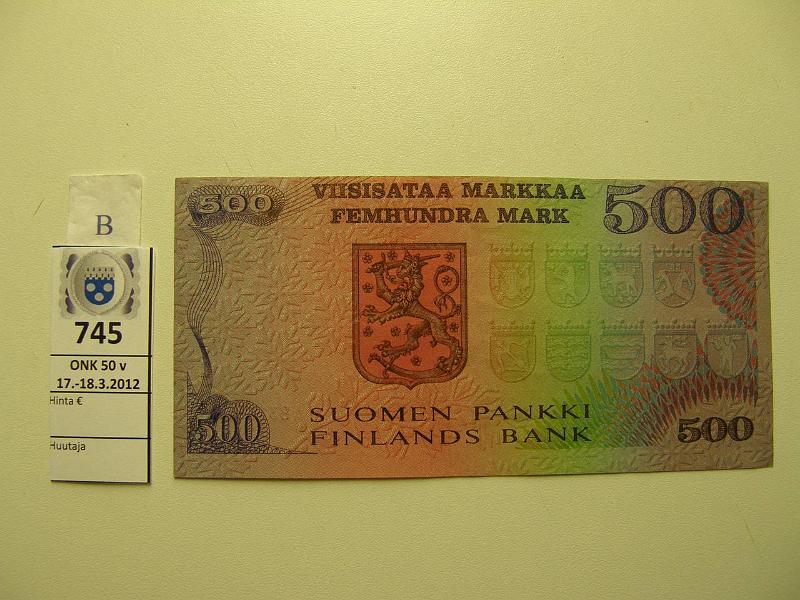 B
745
ONK 50 v
17.-18.3.2012
Hinta €
Huutaja
500
VIISISATAA MARKKAA
FEMHUNDRA MARK
500
500
SUOMEN PANKKI
FINLANDS BANK
500